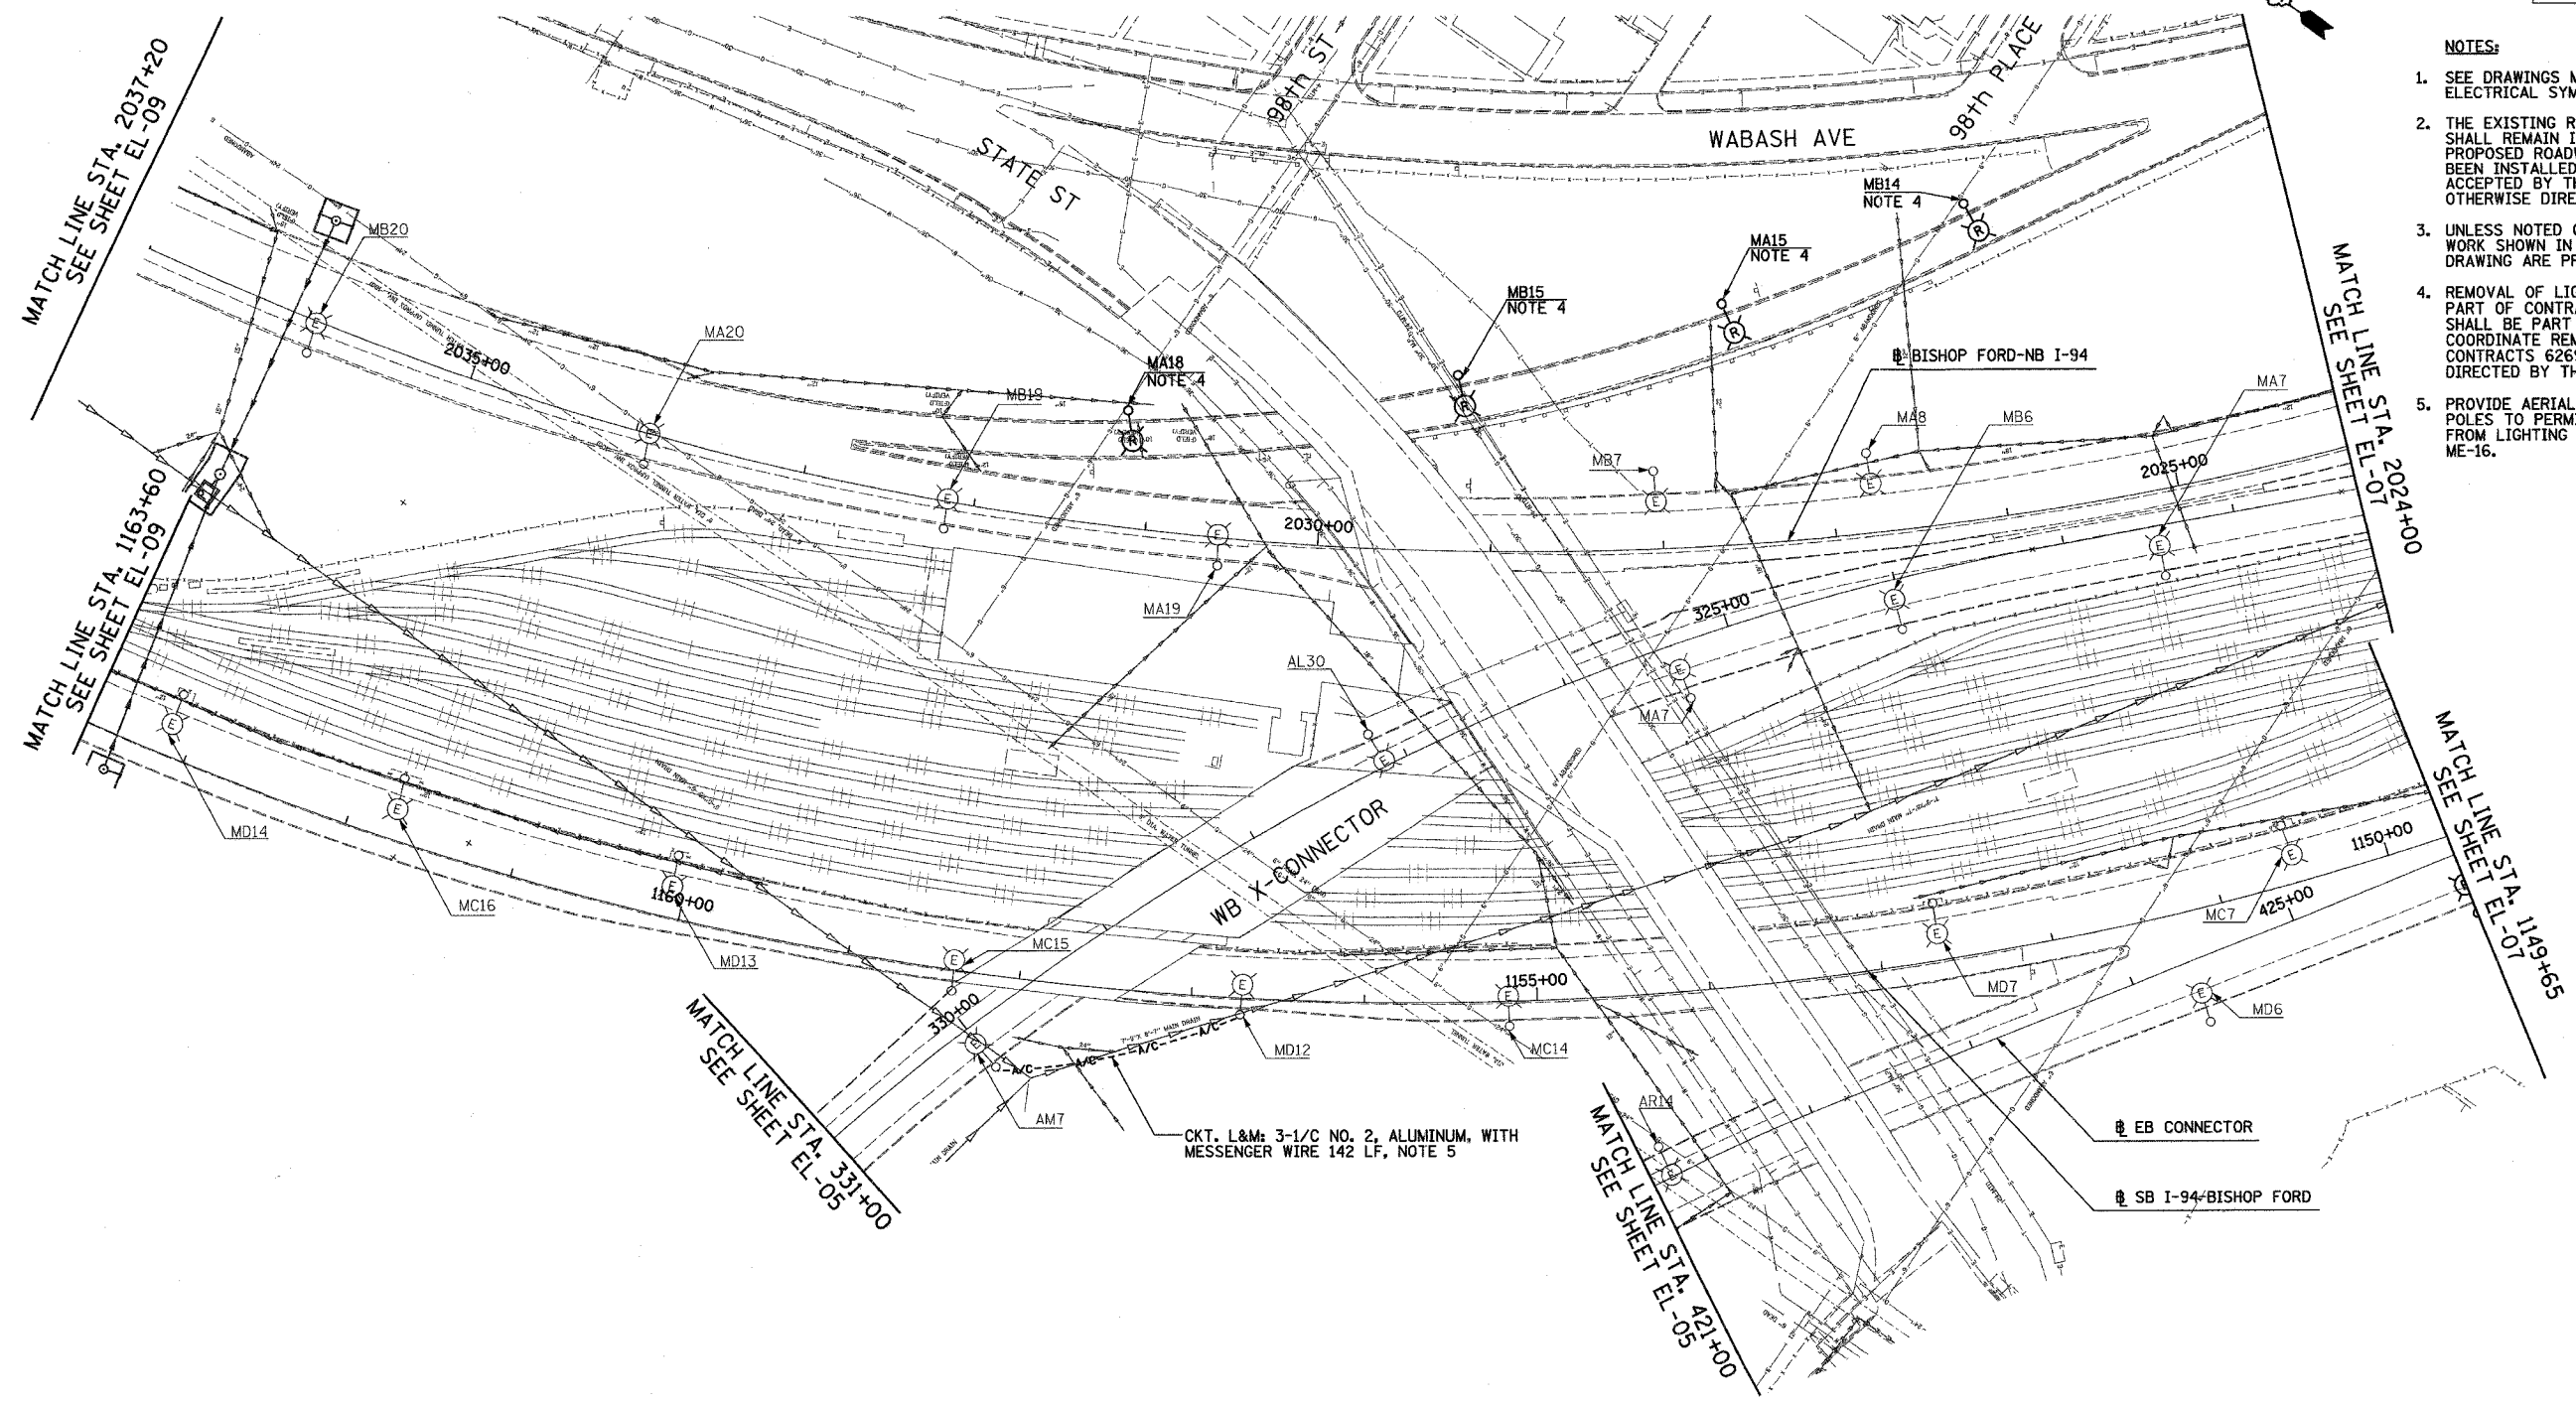 NOTES:
1. SEE DRAWINGS
ELECTRICAL
2. THE EXISTING
SHALL REMAIN
PROPOSED
BEEN INSTALLED
ACCEPTED BY
OTHERWISE
3. UNLESS NOTED
WORK SHOWN IN
DRAWING ARE
4. REMOVAL OF
PART OF
SHALL BE PART
COORDINATE
CONTRACTS
DIRECTED BY
5. PROVIDE AERIAL
POLES TO
FROM LIGHTING
ME-16.
MATCH LINE STA. 2037+20
SEE SHEET EL-09
MATCH LINE STA. 1163+60
SEE SHEET EL-09
MATCH LINE STA. 2024+00
SEE SHEET EL-07
MATCH LINE STA. 1149+65
SEE SHEET EL-07
MATCH LINE STA. 331+00
SEE SHEET EL-05
MATCH LINE STA. 421+00
SEE SHEET EL-05
STATE ST
98th ST
WABASH AVE
98th PLACE
MB20
2035+00
MA20
MB19
MA18
NOTE 4
MB15
NOTE 4
MA15
NOTE 4
MB14
NOTE 4
BISHOP FORD-NB I-94
MA7
MA8
MB6
MB7
2025+00
2030+00
MA19
325+00
AL30
MA7
WB X-CONNECTOR
MD14
MC16
1160+00
MD13
MC15
330+00
AM7
A/C
A/C
A/C
A/C
7'-9"X 8'-7" MAIN DRAIN
MD12
1155+00
MC14
MD7
MC7
1150+00
425+00
MD6
AR14
CKT. L&M: 3-1/C NO. 2, ALUMINUM, WITH
MESSENGER WIRE 142 LF, NOTE 5
EB CONNECTOR
SB I-94/BISHOP FORD